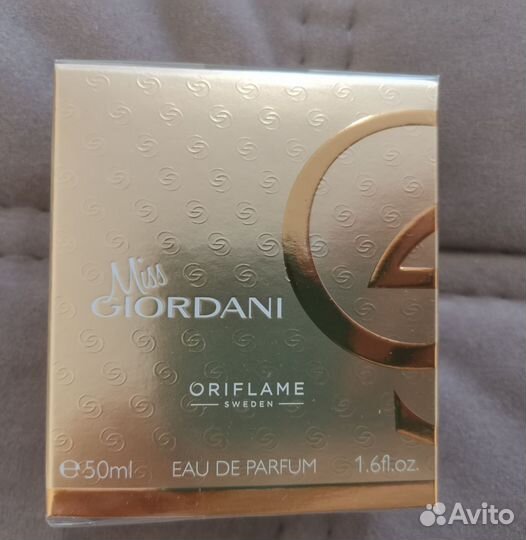 Miss
GIORDANI
ORIFLAME
SWEDEN
℮50ml EAU DE PARFUM 1.6fl.oz.
Avito